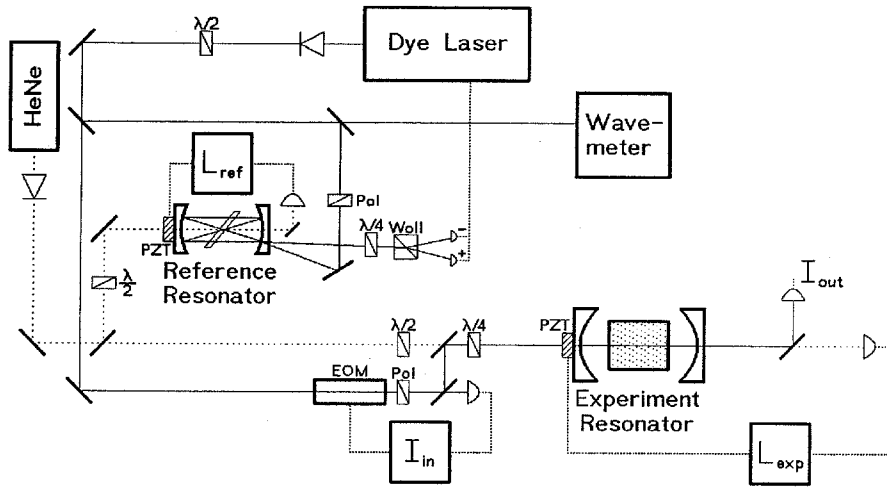 λ/2
Dye Laser
HeNe
Wave-
meter
L ref
Pol
λ/4
Woll
−
+
PZT
Reference
Resonator
λ/2
I out
λ/2
λ/4
PZT
EOM
Pol
Experiment
Resonator
I in
L exp